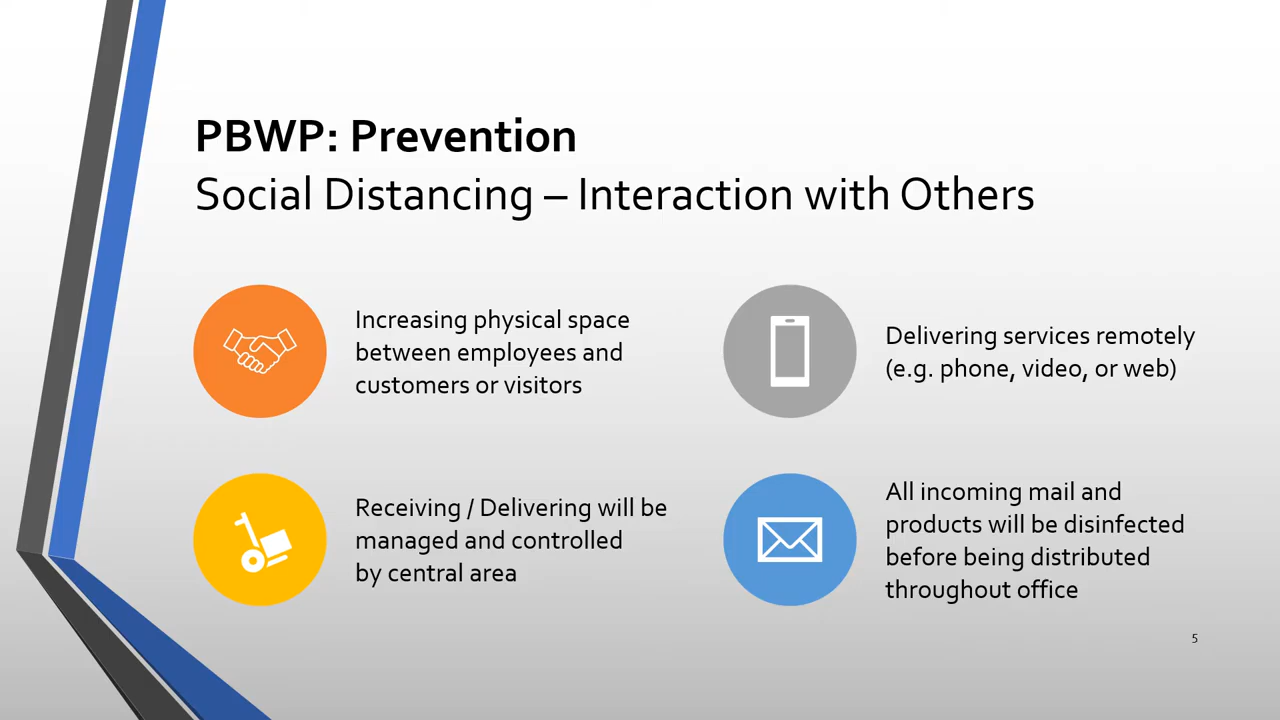 PBWP: Prevention
Social Distancing – Interaction with Others
Increasing physical space
between employees and
customers or visitors
Delivering services remotely
(e.g. phone, video, or web)
Receiving / Delivering will be
managed and controlled
by central area
All incoming mail and
products will be disinfected
before being distributed
throughout office
5